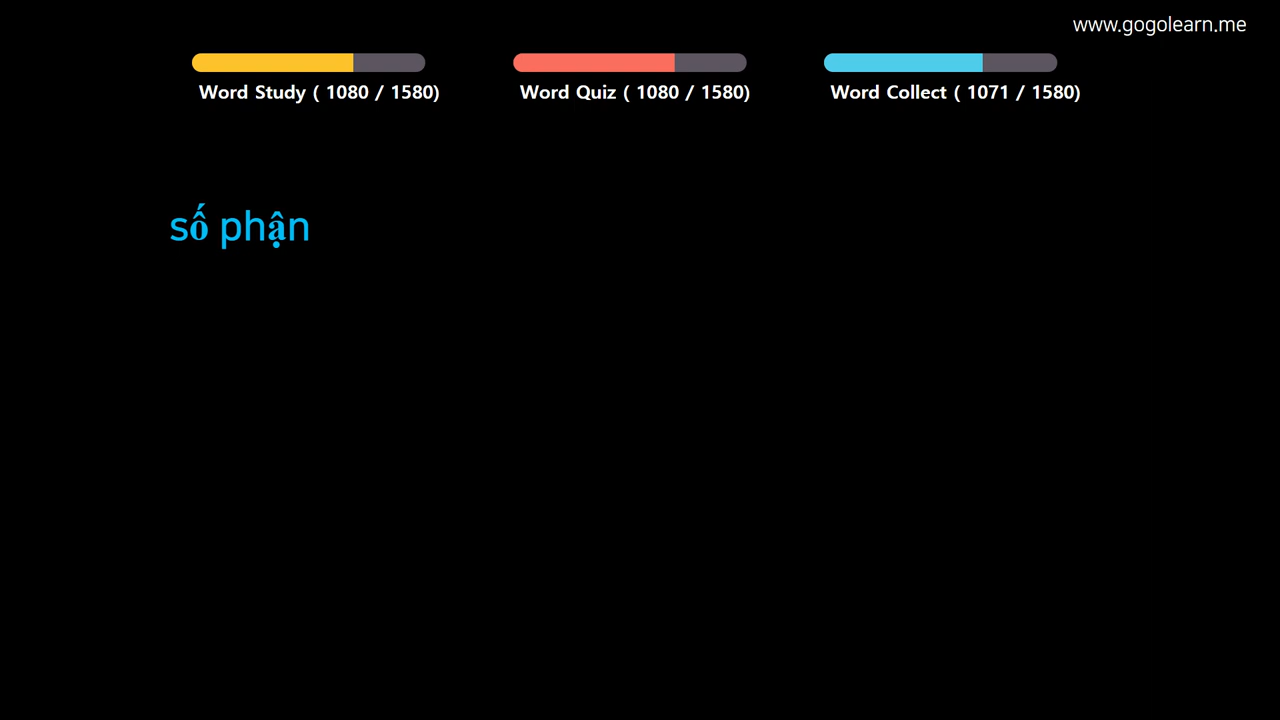 www.gogolearn.me
Word Study ( 1080 / 1580)
Word Quiz ( 1080 / 1580)
Word Collect ( 1071 / 1580)
số phận